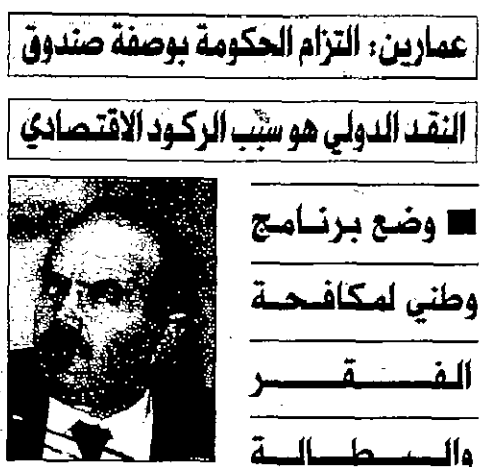 عمارين: التزام الحكومة بوصفة صندوق
النقد الدولي هو سبب الركود الاقتصادي
■ وضع برنامج
وطني لمكافحة
الفقر
والبطالة